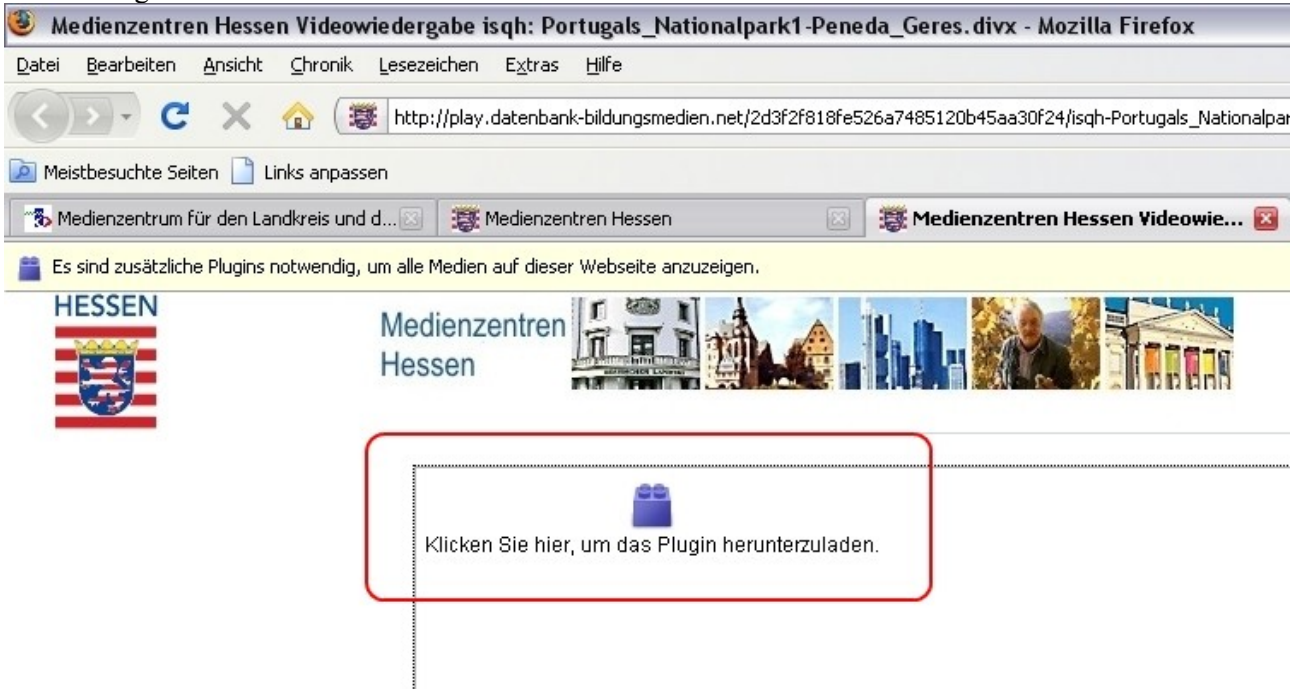 Medienzentren Hessen Videowiedergabe isqh: Portugals_Nationalpark1-Peneda_Geres.divx - Mozilla Firefox
Datei Bearbeiten Ansicht Chronik Lesezeichen Extras Hilfe
http://play.datenbank-bildungsmedien.net/2d3f2f818fe526a7485120b45aa30f24/isqh-Portugals_Nationalpar
Meistbesuchte Seiten Links anpassen
Medienzentrum für den Landkreis und d... Medienzentren Hessen Medienzentren Hessen Videowie...
Es sind zusätzliche Plugins notwendig, um alle Medien auf dieser Webseite anzuzeigen.
HESSEN
Medienzentren
Hessen
Klicken Sie hier, um das Plugin herunterzuladen.